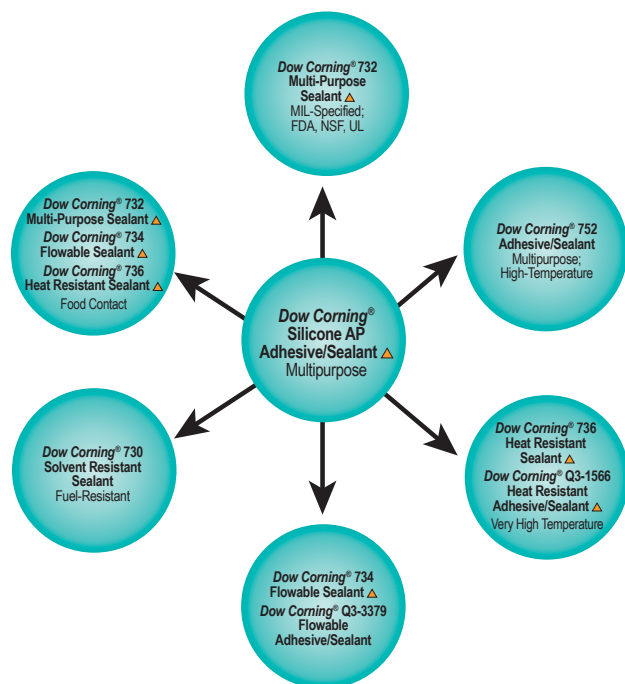 Dow Corning® 732
Multi-Purpose
Sealant
MIL-Specified;
FDA, NSF, UL
Dow Corning® 732
Multi-Purpose Sealant
Dow Corning® 734
Flowable Sealant
Dow Corning® 736
Heat Resistant Sealant
Food Contact
Dow Corning® 752
Adhesive/Sealant
Multipurpose;
High-Temperature
Dow Corning®
Silicone AP
Adhesive/Sealant
Multipurpose
Dow Corning® 730
Solvent Resistant
Sealant
Fuel-Resistant
Dow Corning® 736
Heat Resistant
Sealant
Dow Corning® Q3-1566
Heat Resistant
Adhesive/Sealant
Very High Temperature
Dow Corning® 734
Flowable Sealant
Dow Corning® Q3-3379
Flowable
Adhesive/Sealant